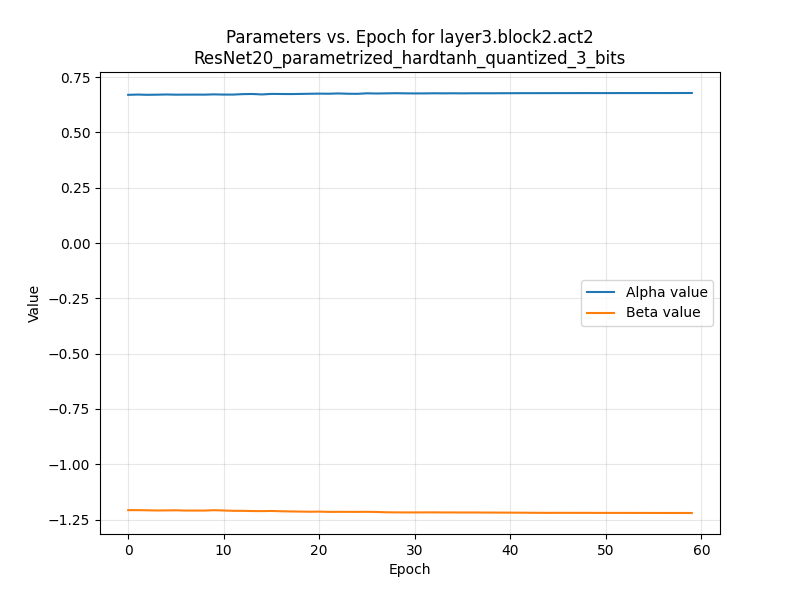 Parameters vs. Epoch for layer3.block2.act2
ResNet20_parametrized_hardtanh_quantized_3_bits
0.75
0.50
0.25
0.00
−0.25
−0.50
−0.75
−1.00
−1.25
Value
Alpha value
Beta value
0 10 20 30 40 50 60
Epoch